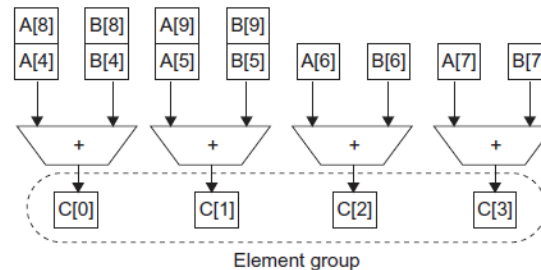 A[8] B[8] A[9] B[9]
A[4] B[4] A[5] B[5] A[6] B[6] A[7] B[7
+ + + +
C[0] C[1] C[2] C[3]
Element group